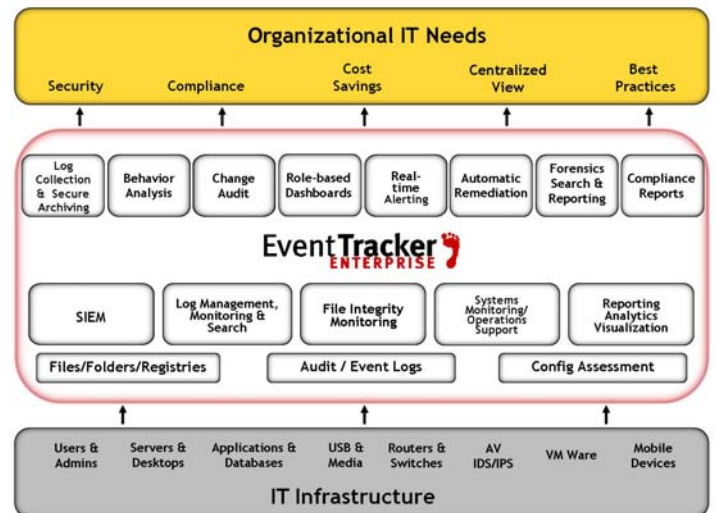 Organizational IT Needs
Security
Compliance
Cost
Savings
Centralized
View
Best
Practices
Log
Collection
& Secure
Archiving
Behavior
Analysis
Change
Audit
Role-based
Dashboards
Real-
time
Alerting
Automatic
Remediation
Forensics
Search &
Reporting
Compliance
Reports
EventTracker
ENTERPRISE
SIEM
Log Management,
Monitoring &
Search
File Integrity
Monitoring
Systems
Monitoring/
Operations
Support
Reporting
Analytics
Visualization
Files/Folders/Registries
Audit / Event Logs
Config Assessment
Users &
Admins
Servers &
Desktops
Applications &
Databases
USB &
Media
Routers &
Switches
AV
IDS/IPS
VM Ware
Mobile
Devices
IT Infrastructure